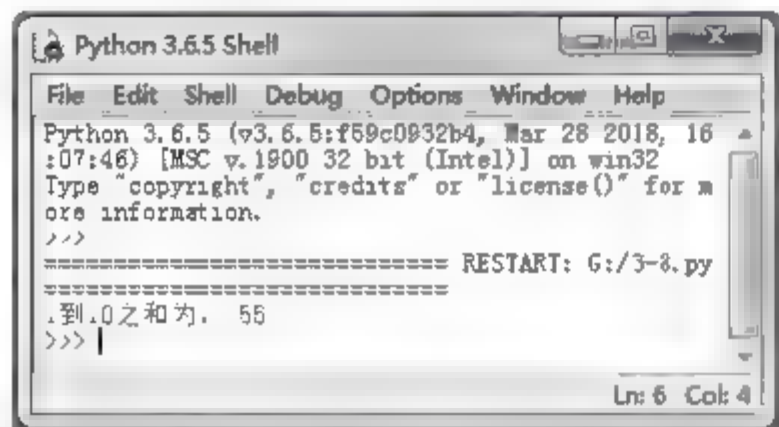 Python 3.6.5 Shell
File Edit Shell Debug Options Window Help
Python 3.6.5 (v3.6.5:f59c0932b4, Mar 28 2018, 16
:07:46) [MSC v.1900 32 bit (Intel)] on win32
Type "copyright", "credits" or "license()" for m
ore information.
>>>
============================ RESTART: G:/3-8.py
============================
1到10之和为: 55
>>>
Ln: 6 Col: 4